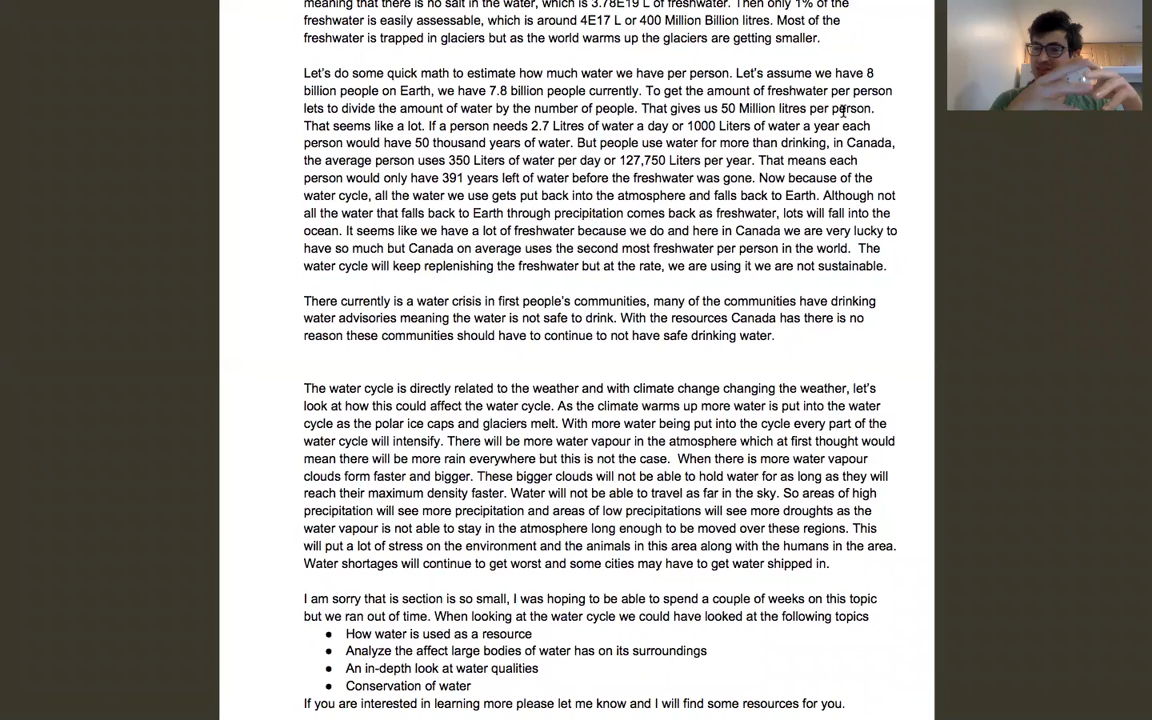 meaning that there is no salt in the water, which is 3.78E19 L of freshwater. Then only 1% of the
freshwater is easily assessable, which is around 4E17 L or 400 Million Billion litres. Most of the
freshwater is trapped in glaciers but as the world warms up the glaciers are getting smaller.
Let's do some quick math to estimate how much water we have per person. Let's assume we have 8
billion people on Earth, we have 7.8 billion people currently. To get the amount of freshwater per person
lets to divide the amount of water by the number of people. That gives us 50 Million litres per person.
That seems like a lot. If a person needs 2.7 Litres of water a day or 1000 Liters of water a year each
person would have 50 thousand years of water. But people use water for more than drinking, in Canada,
the average person uses 350 Liters of water per day or 127,750 Liters per year. That means each
person would only have 391 years left of water before the freshwater was gone. Now because of the
water cycle, all the water we use gets put back into the atmosphere and falls back to Earth. Although not
all the water that falls back to Earth through precipitation comes back as freshwater, lots will fall into the
ocean. It seems like we have a lot of freshwater because we do and here in Canada we are very lucky to
have so much but Canada on average uses the second most freshwater per person in the world.  The
water cycle will keep replenishing the freshwater but at the rate, we are using it we are not sustainable.
There currently is a water crisis in first people's communities, many of the communities have drinking
water advisories meaning the water is not safe to drink. With the resources Canada has there is no
reason these communities should have to continue to not have safe drinking water.
The water cycle is directly related to the weather and with climate change changing the weather, let's
look at how this could affect the water cycle. As the climate warms up more water is put into the water
cycle as the polar ice caps and glaciers melt. With more water being put into the cycle every part of the
water cycle will intensify. There will be more water vapour in the atmosphere which at first thought would
mean there will be more rain everywhere but this is not the case.  When there is more water vapour
clouds form faster and bigger. These bigger clouds will not be able to hold water for as long as they will
reach their maximum density faster. Water will not be able to travel as far in the sky. So areas of high
precipitation will see more precipitation and areas of low precipitations will see more droughts as the
water vapour is not able to stay in the atmosphere long enough to be moved over these regions. This
will put a lot of stress on the environment and the animals in this area along with the humans in the area.
Water shortages will continue to get worst and some cities may have to get water shipped in.
I am sorry that is section is so small, I was hoping to be able to spend a couple of weeks on this topic
but we ran out of time. When looking at the water cycle we could have looked at the following topics
● How water is used as a resource
● Analyze the affect large bodies of water has on its surroundings
● An in-depth look at water qualities
● Conservation of water
If you are interested in learning more please let me know and I will find some resources for you.